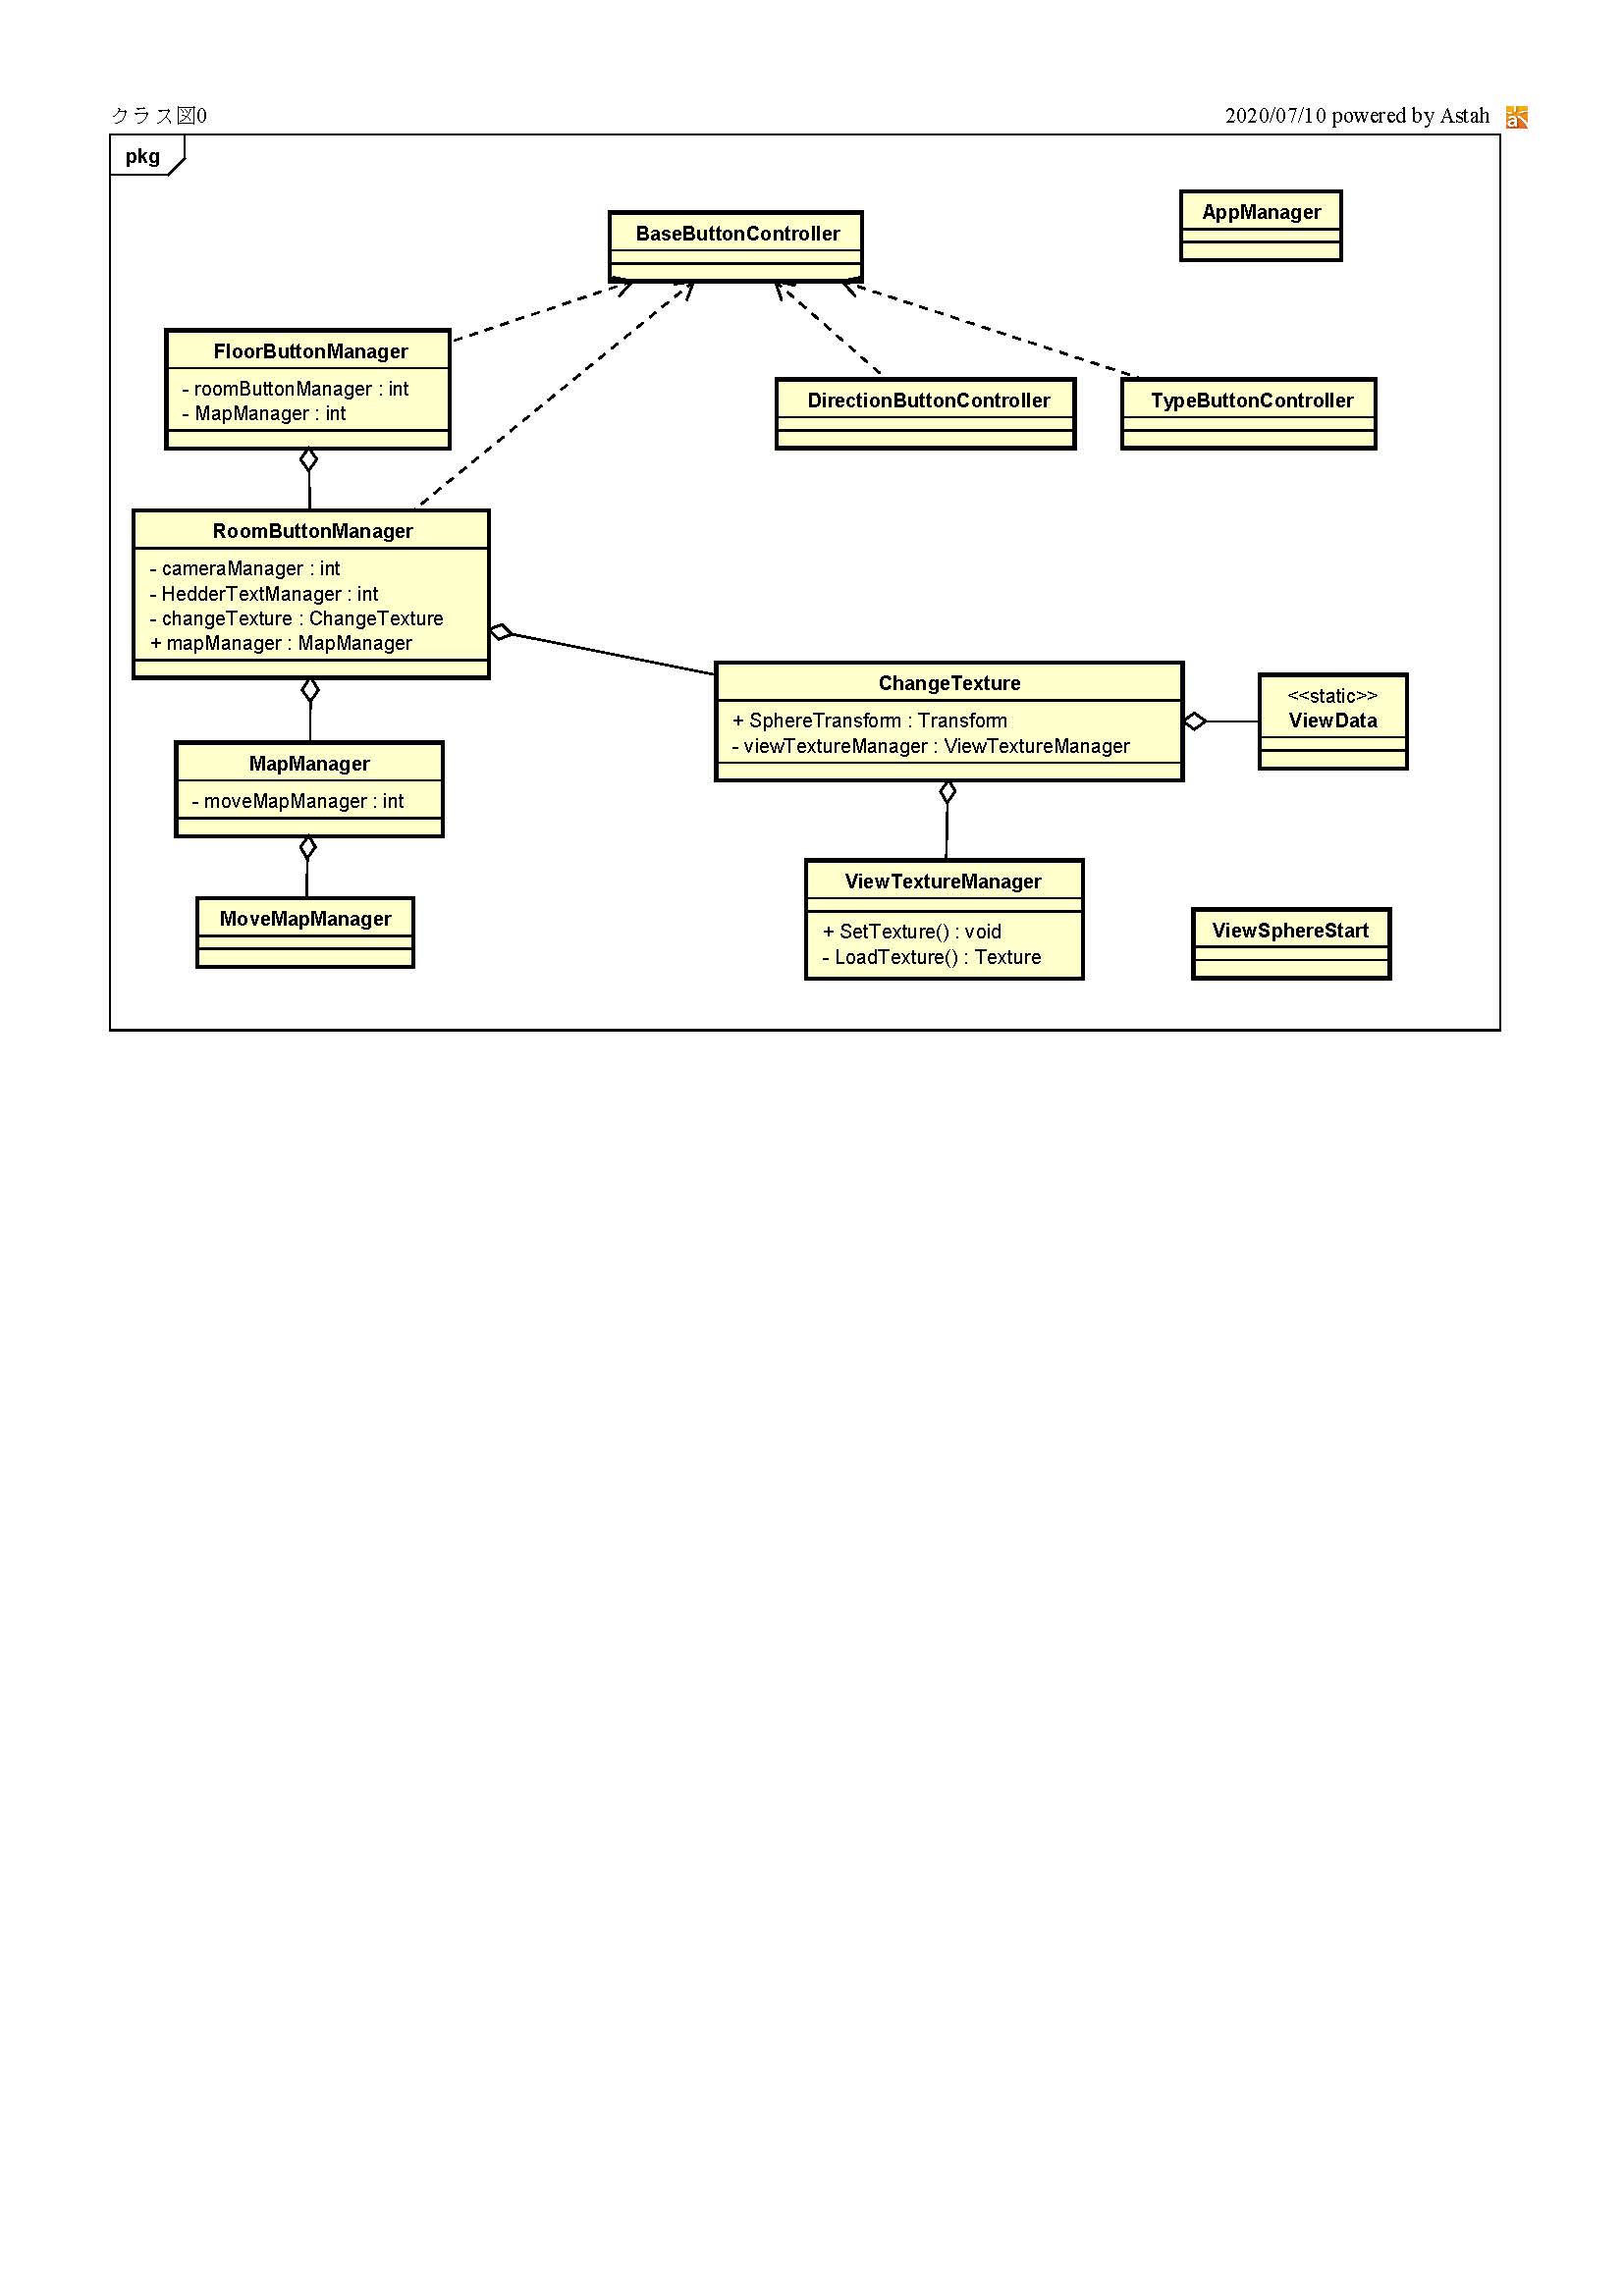 クラス図0
2020/07/10 powered by Astah
pkg
AppManager
BaseButtonController
FloorButtonManager
- roomButtonManager : int
- MapManager : int
DirectionButtonController
TypeButtonController
RoomButtonManager
- cameraManager : int
- HedderTextManager : int
- changeTexture : ChangeTexture
+ mapManager : MapManager
ChangeTexture
+ SphereTransform : Transform
- viewTextureManager : ViewTextureManager
<<static>>
ViewData
MapManager
- moveMapManager : int
ViewTextureManager
+ SetTexture() : void
- LoadTexture() : Texture
MoveMapManager
ViewSphereStart